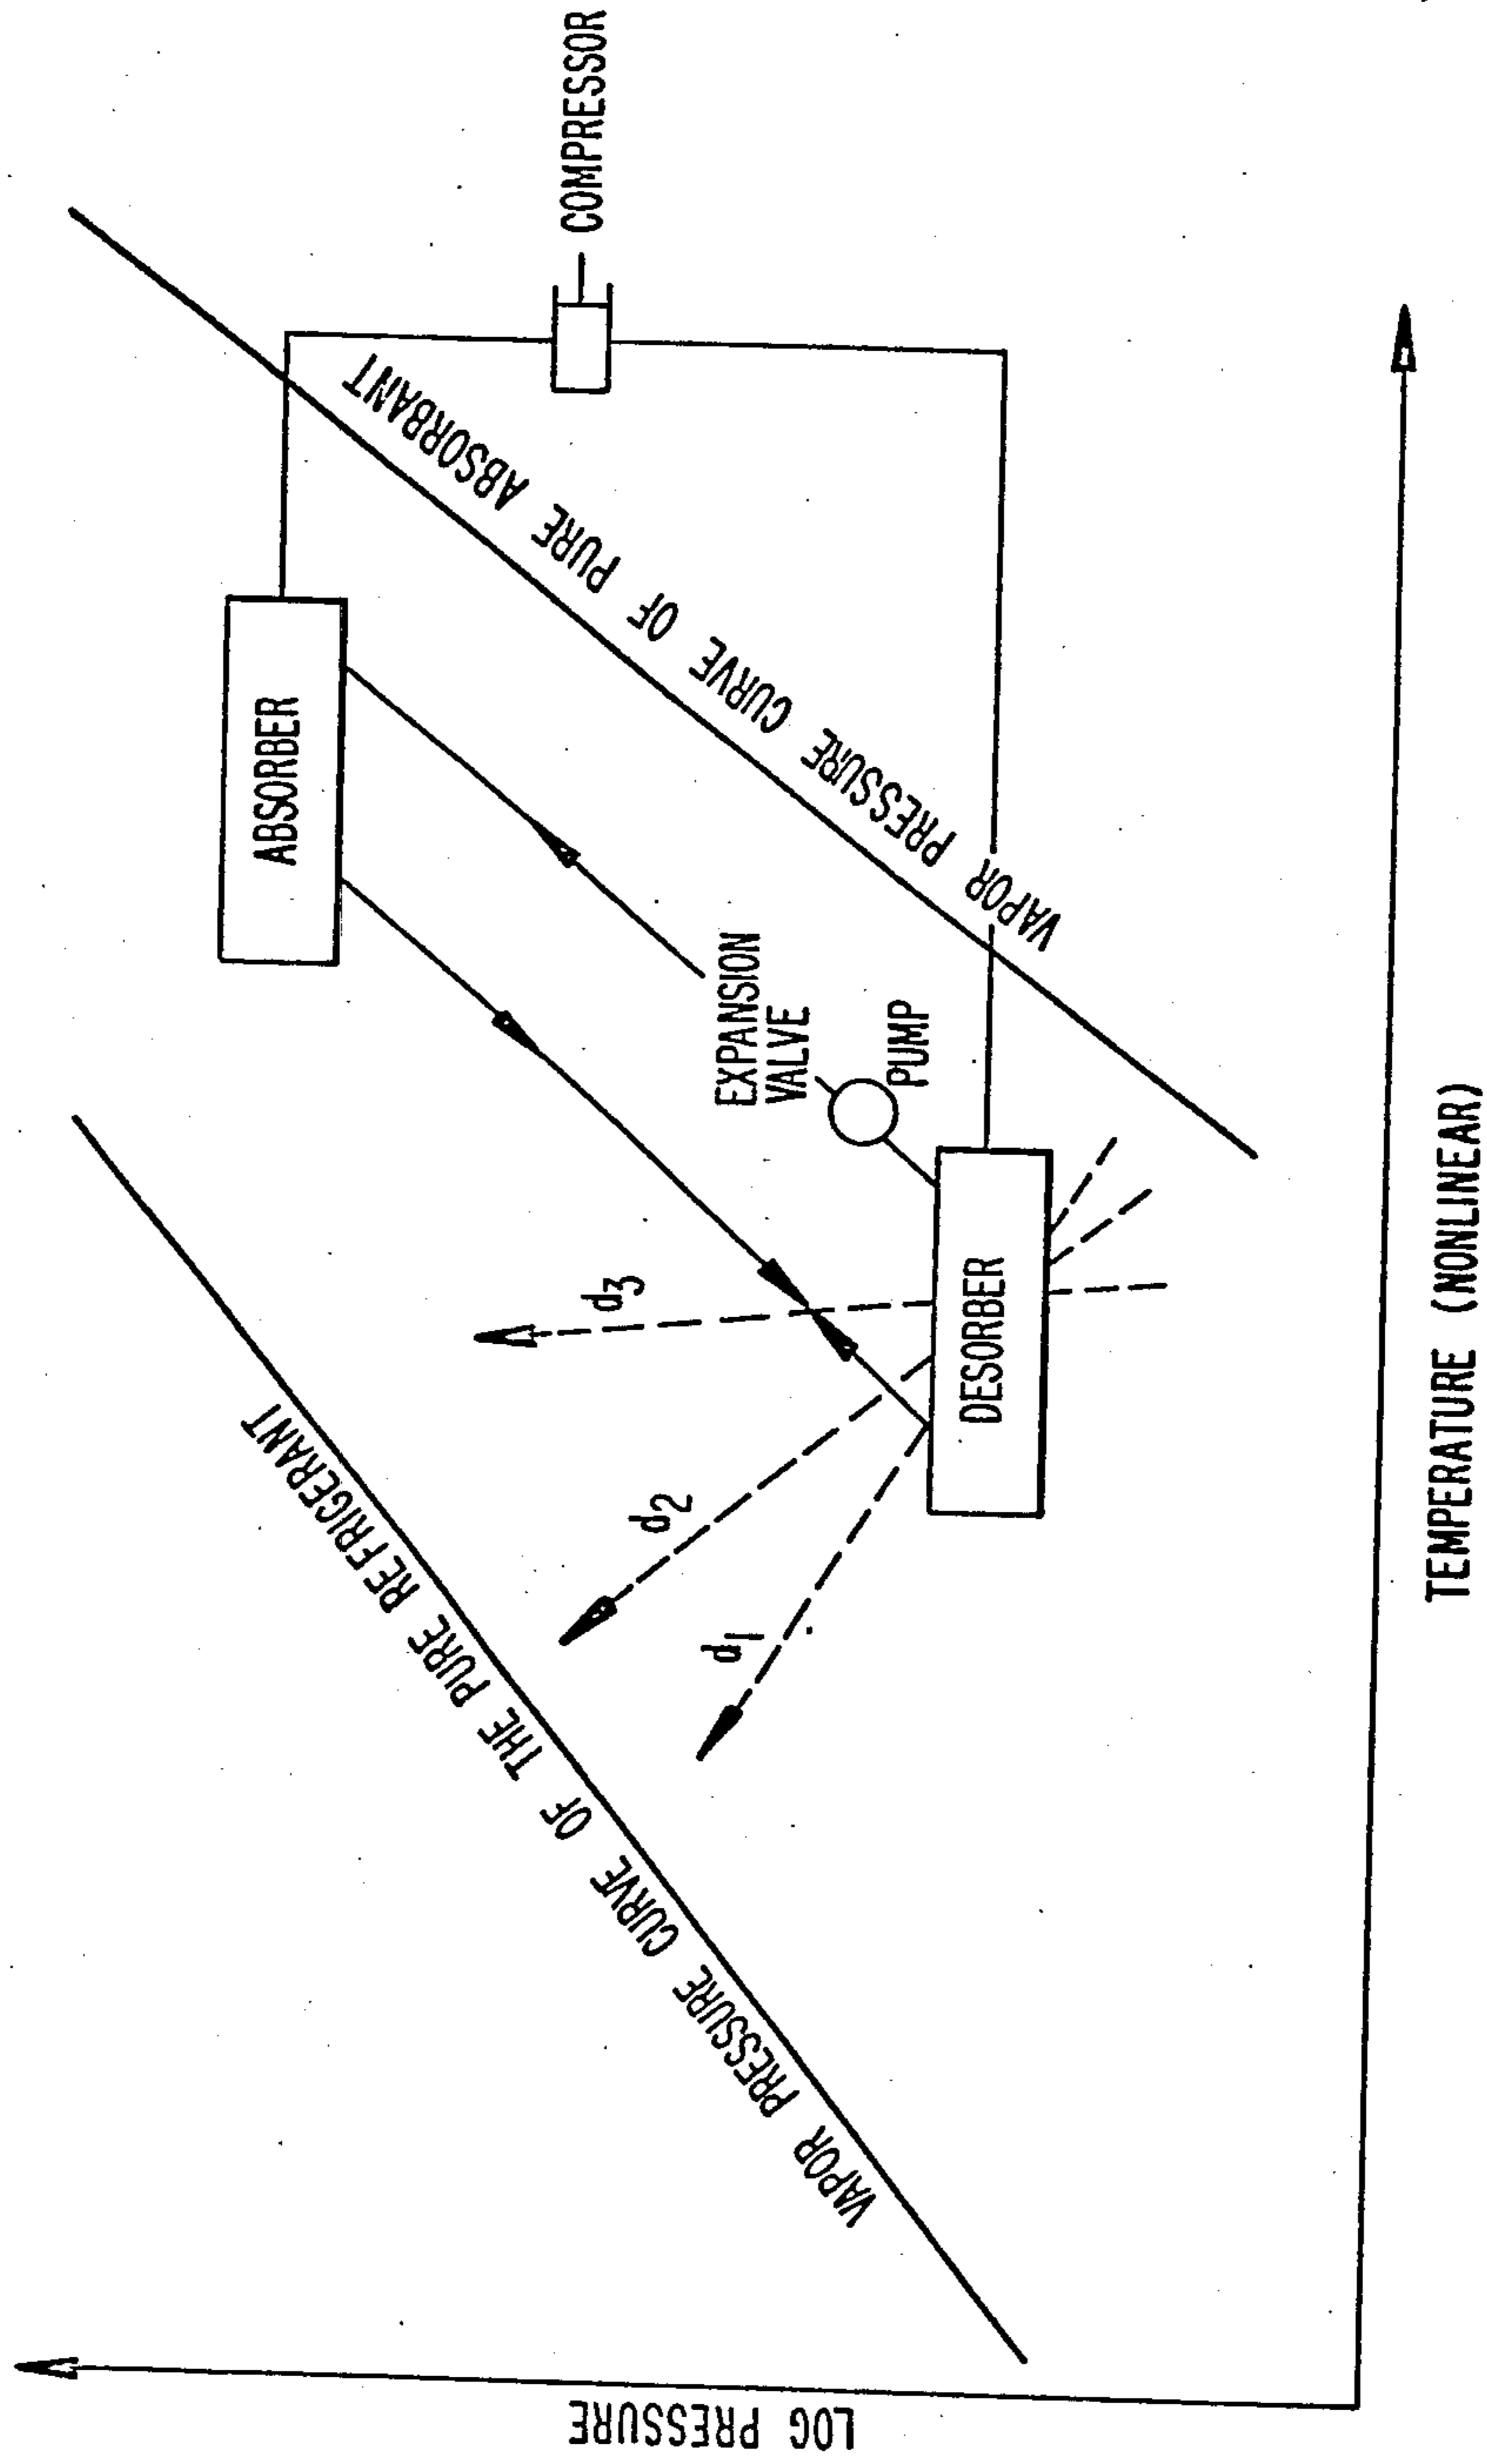 LOG PRESSURE
VAPOR PRESSURE CURVE OF THE PURE REFRIGERANT
ABSORBER
COMPRESSOR
VAPOR PRESSURE CURVE OF PURE ABSORBANT
EXPANSION
VALVE
PUMP
d3
d2
d1
DESORBER
TEMPERATURE (NONLINEAR)